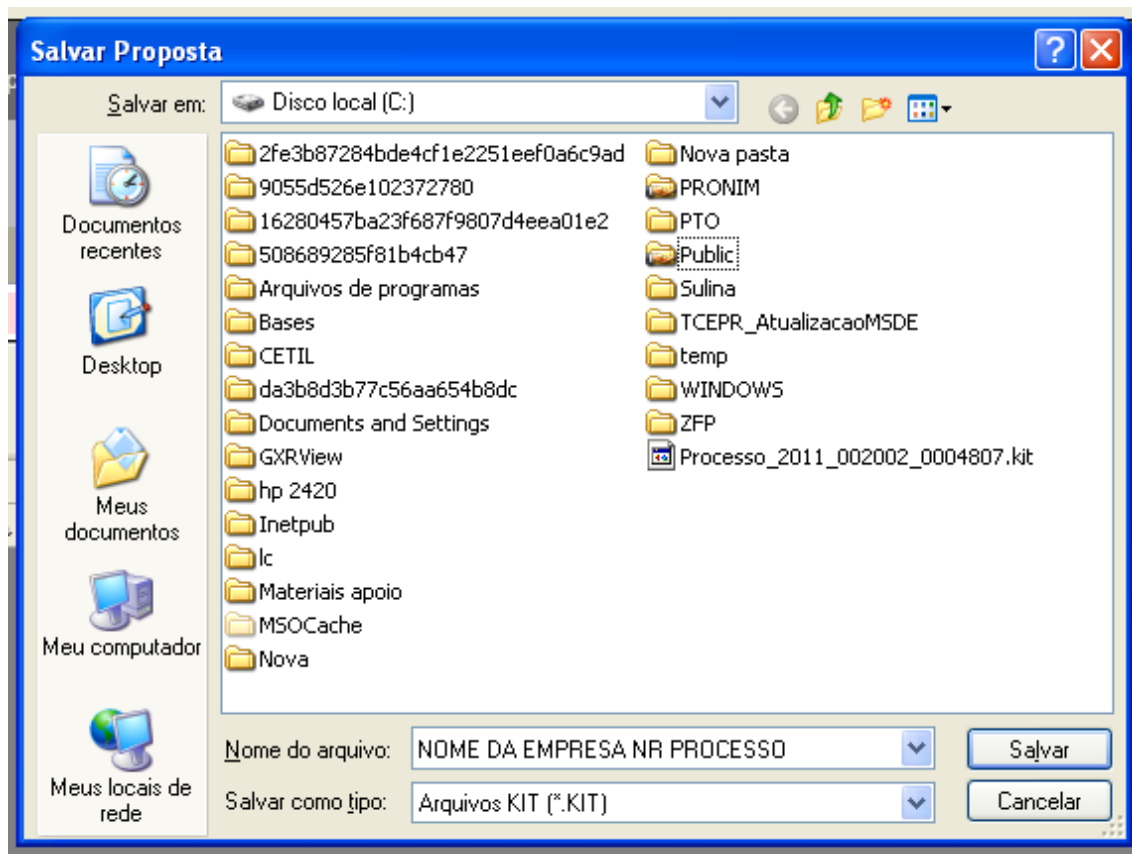 Salvar Proposta
Salvar em:
Disco local (C:)
Documentos
recentes
Desktop
Meus
documentos
Meu computador
Meus locais de
rede
2fe3b87284bde4cf1e2251eef0a6c9ad
9055d526e102372780
16280457ba23f687f9807d4eea01e2
508689285f81b4cb47
Arquivos de programas
Bases
CETIL
da3b8d3b77c56aa654b8dc
Documents and Settings
GXRView
hp 2420
Inetpub
lc
Materiais apoio
MSOCache
Nova
Nova pasta
PRONIM
PTO
Public
Sulina
TCEPR_AtualizacaoMSDE
temp
WINDOWS
ZFP
Processo_2011_002002_0004807.kit
Nome do arquivo:
NOME DA EMPRESA NR PROCESSO
Salvar
Salvar como tipo:
Arquivos KIT (*.KIT)
Cancelar